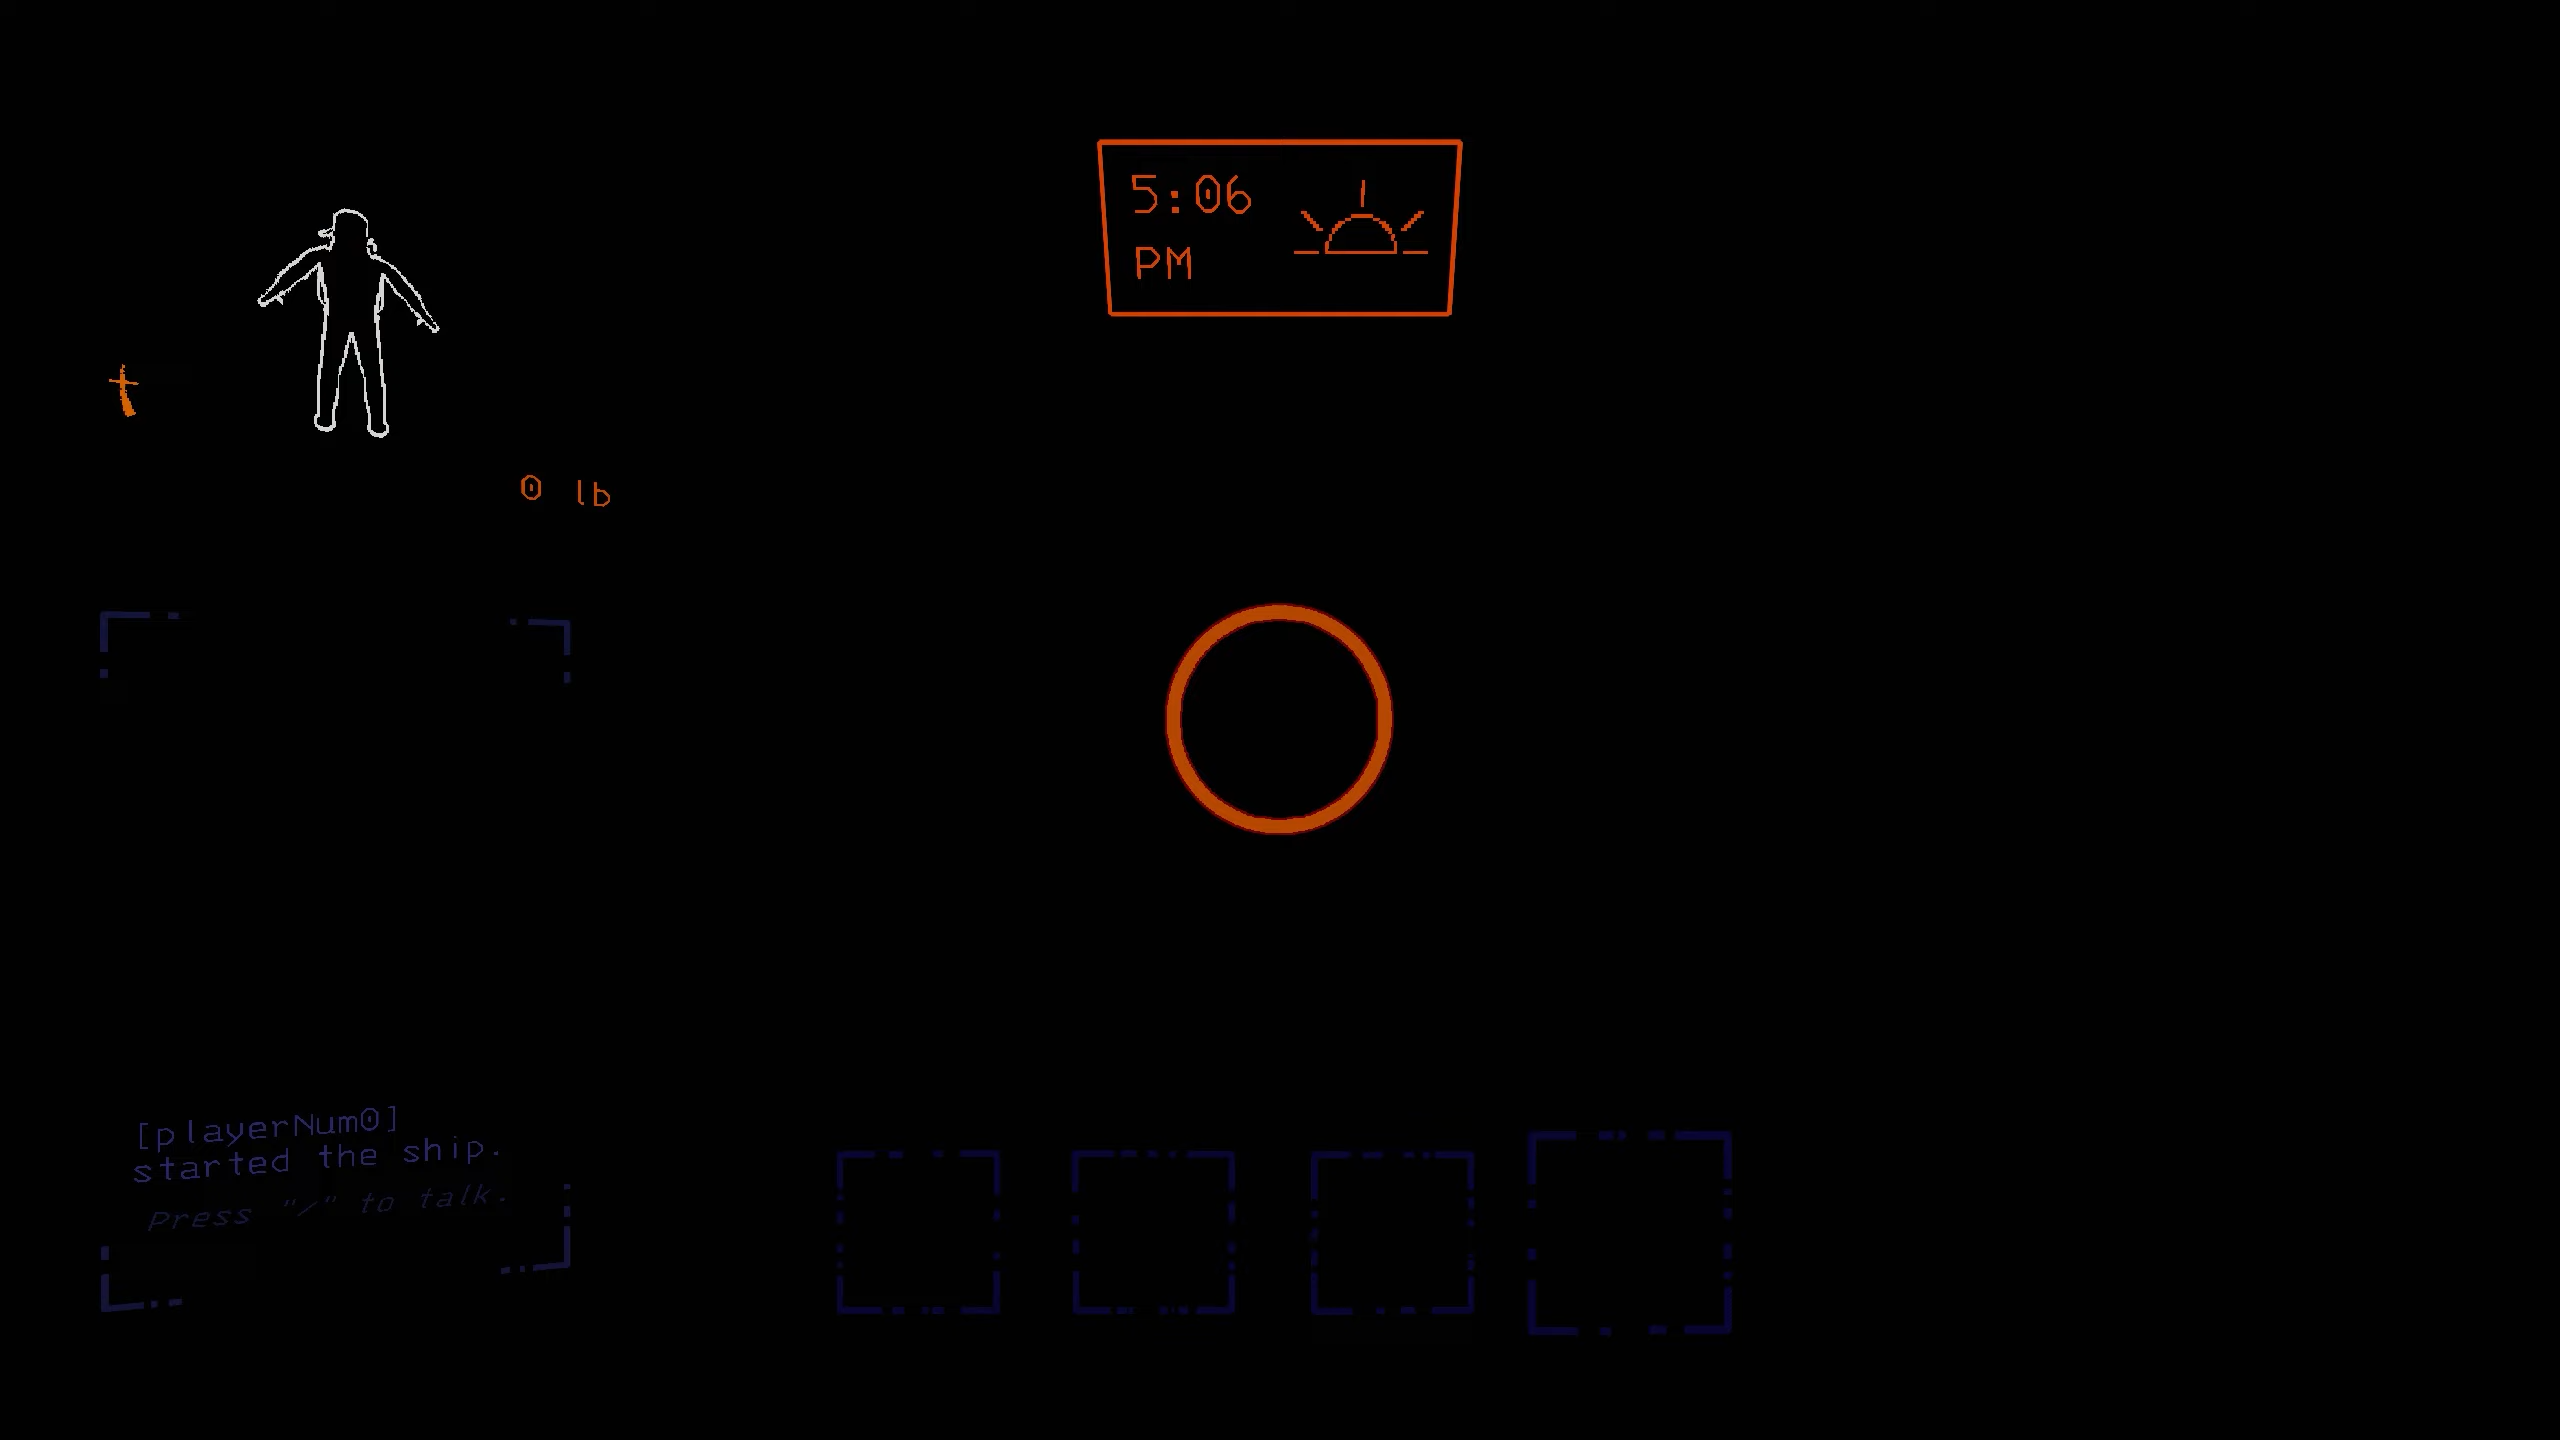 5:06
PM
0 lb
[playerNum0]
started the ship.
Press "/" to talk.